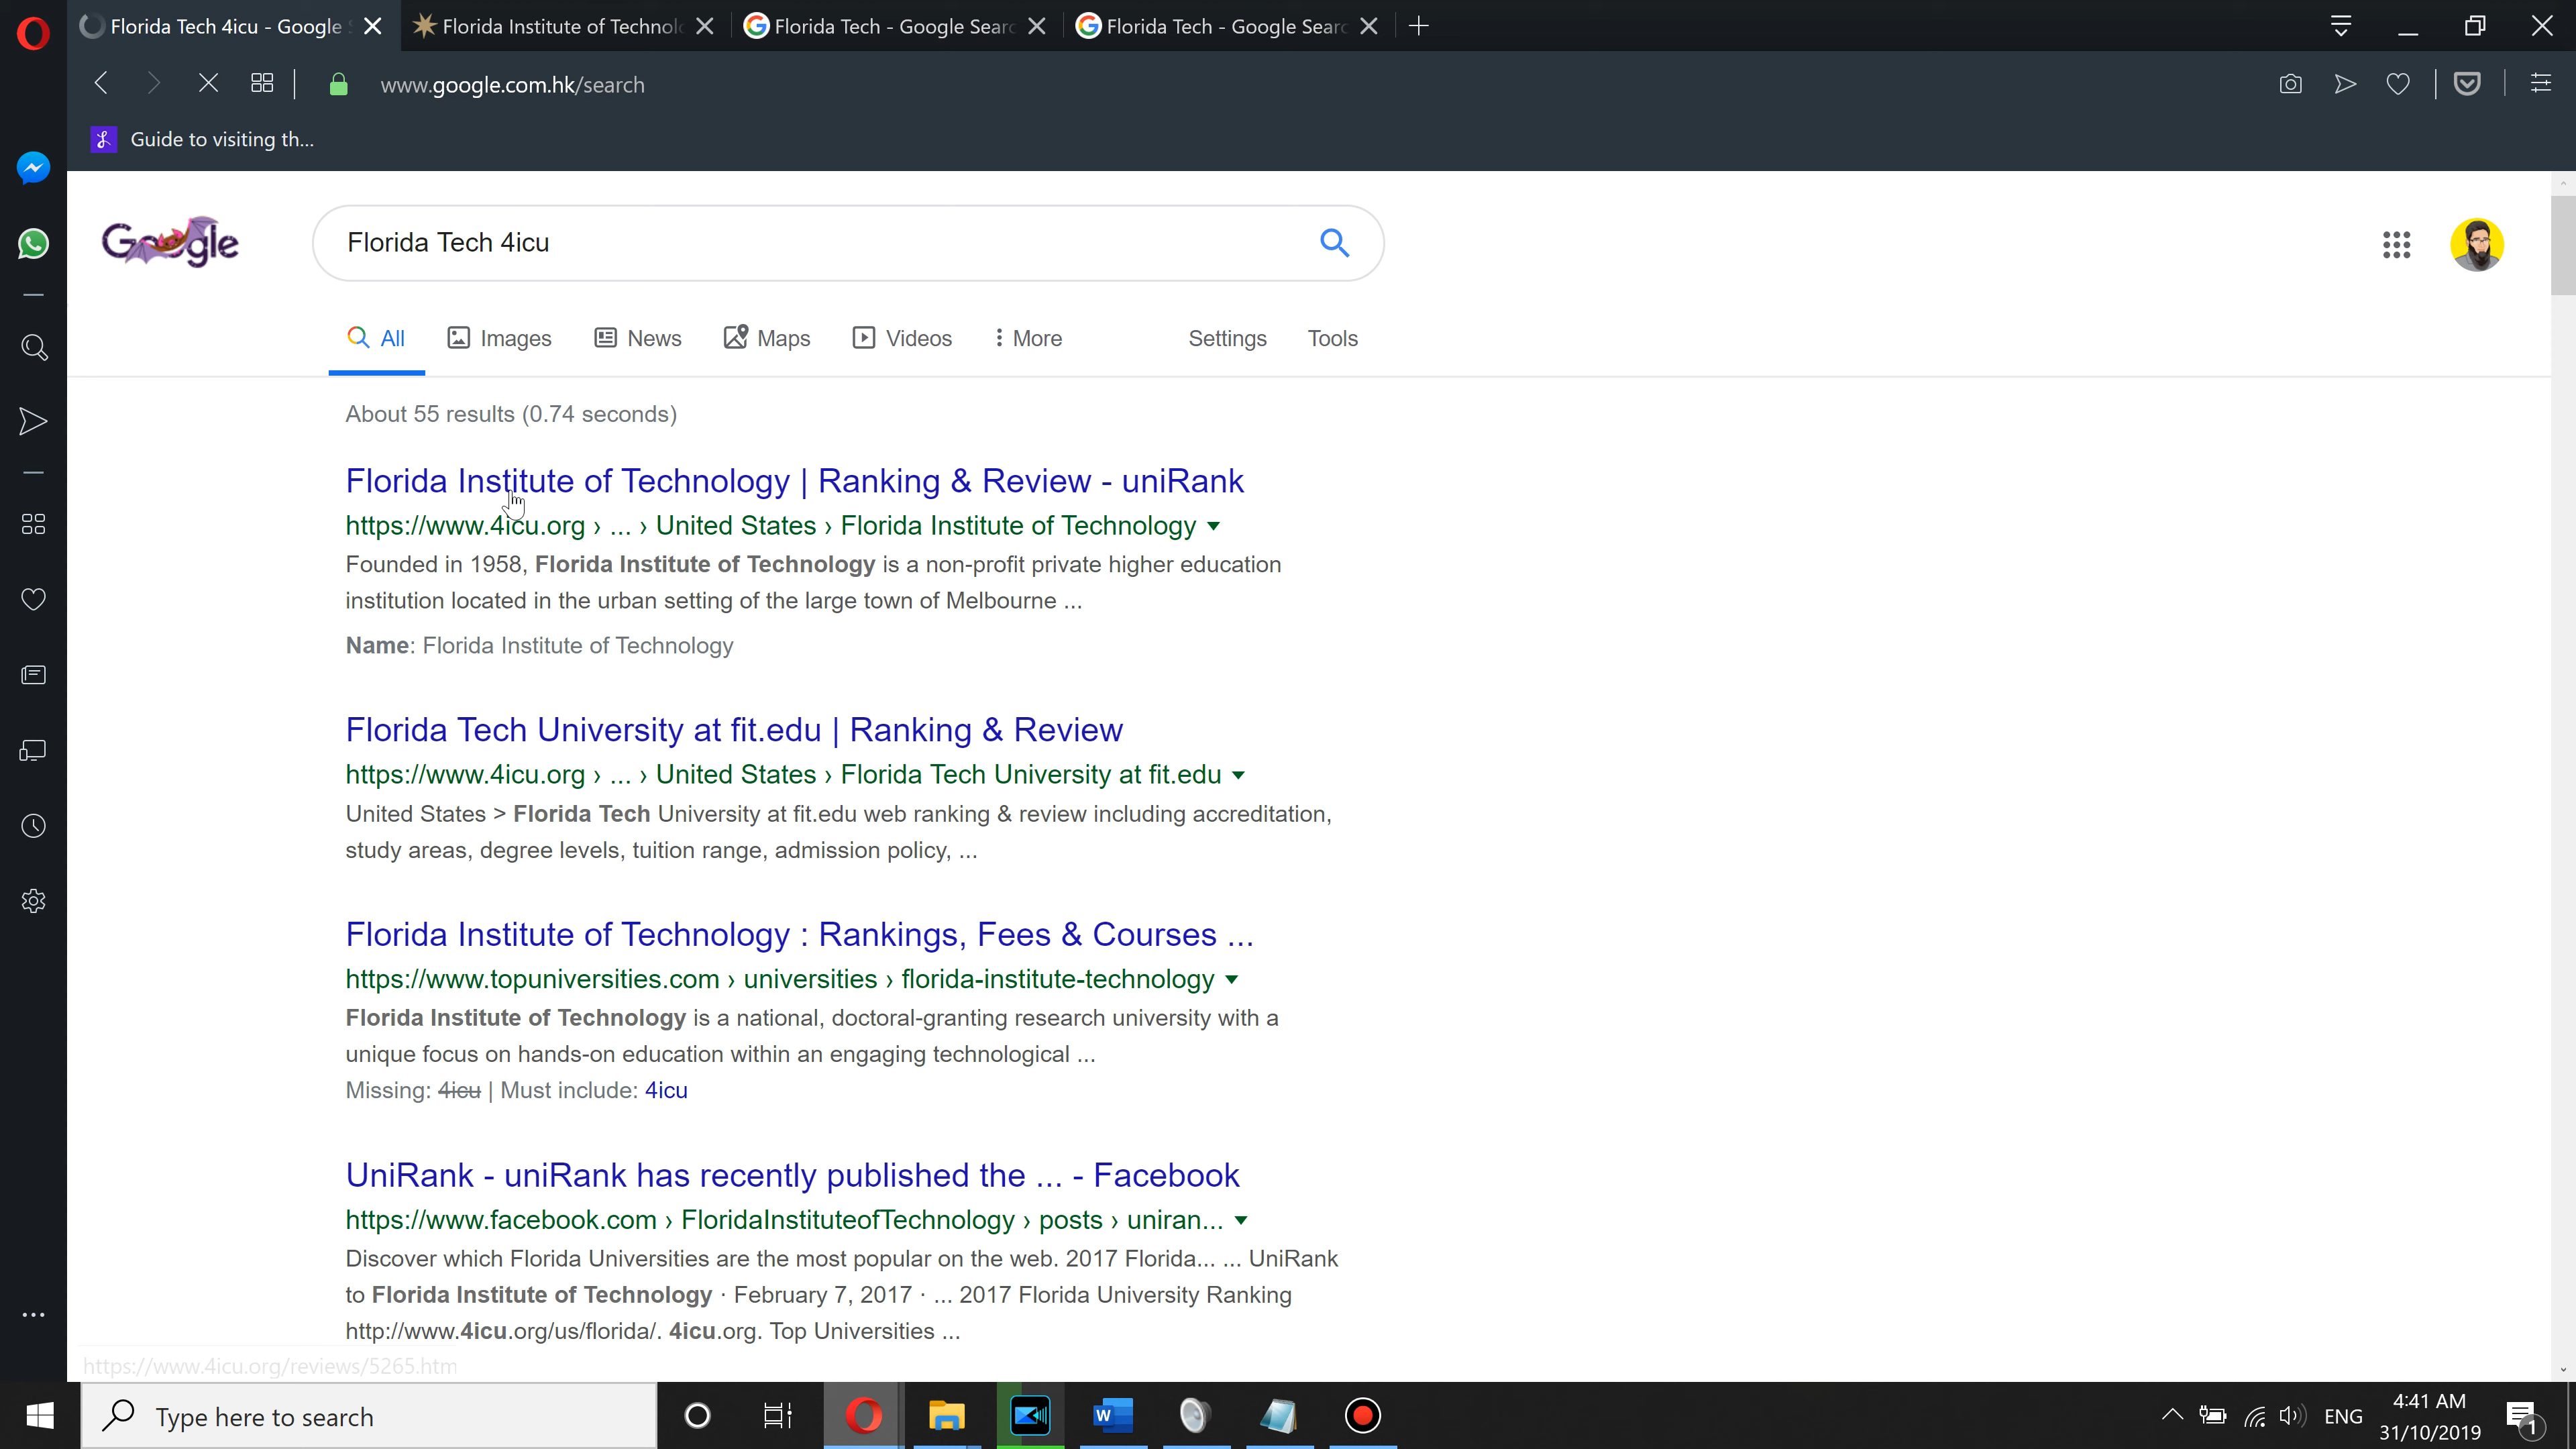 Florida Tech 4icu - Google S
Florida Institute of Technolo
Florida Tech - Google Searc
Florida Tech - Google Searc
www.google.com.hk/search
Guide to visiting th...
Google
Florida Tech 4icu
All
Images
News
Maps
Videos
More
Settings
Tools
About 55 results (0.74 seconds)
Florida Institute of Technology | Ranking & Review - uniRank
https://www.4icu.org › ... › United States › Florida Institute of Technology
Founded in 1958, Florida Institute of Technology is a non-profit private higher education
institution located in the urban setting of the large town of Melbourne ...
Name: Florida Institute of Technology
Florida Tech University at fit.edu | Ranking & Review
https://www.4icu.org › ... › United States › Florida Tech University at fit.edu
United States > Florida Tech University at fit.edu web ranking & review including accreditation,
study areas, degree levels, tuition range, admission policy, ...
Florida Institute of Technology : Rankings, Fees & Courses ...
https://www.topuniversities.com › universities › florida-institute-technology
Florida Institute of Technology is a national, doctoral-granting research university with a
unique focus on hands-on education within an engaging technological ...
Missing: 4icu | Must include: 4icu
UniRank - uniRank has recently published the ... - Facebook
https://www.facebook.com › FloridaInstituteofTechnology › posts › uniran...
Discover which Florida Universities are the most popular on the web. 2017 Florida... ... UniRank
to Florida Institute of Technology · February 7, 2017 · ... 2017 Florida University Ranking
http://www.4icu.org/us/florida/. 4icu.org. Top Universities ...
https://www.4icu.org/reviews/5265.htm
Type here to search
W
ENG
4:41 AM
31/10/2019
1